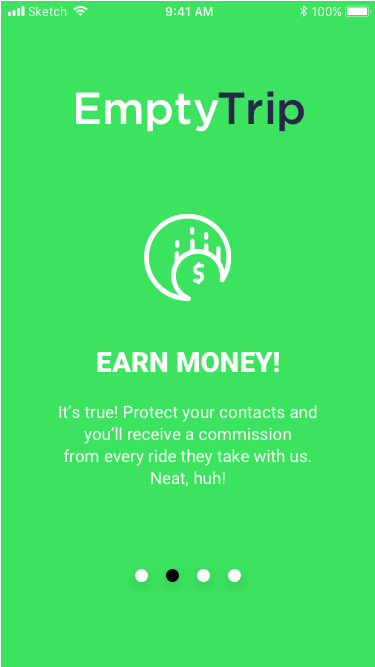 Sketch 9:41 AM 100%
EmptyTrip
$
EARN MONEY!
It’s true! Protect your contacts and
you’ll receive a commission
from every ride they take with us.
Neat, huh!